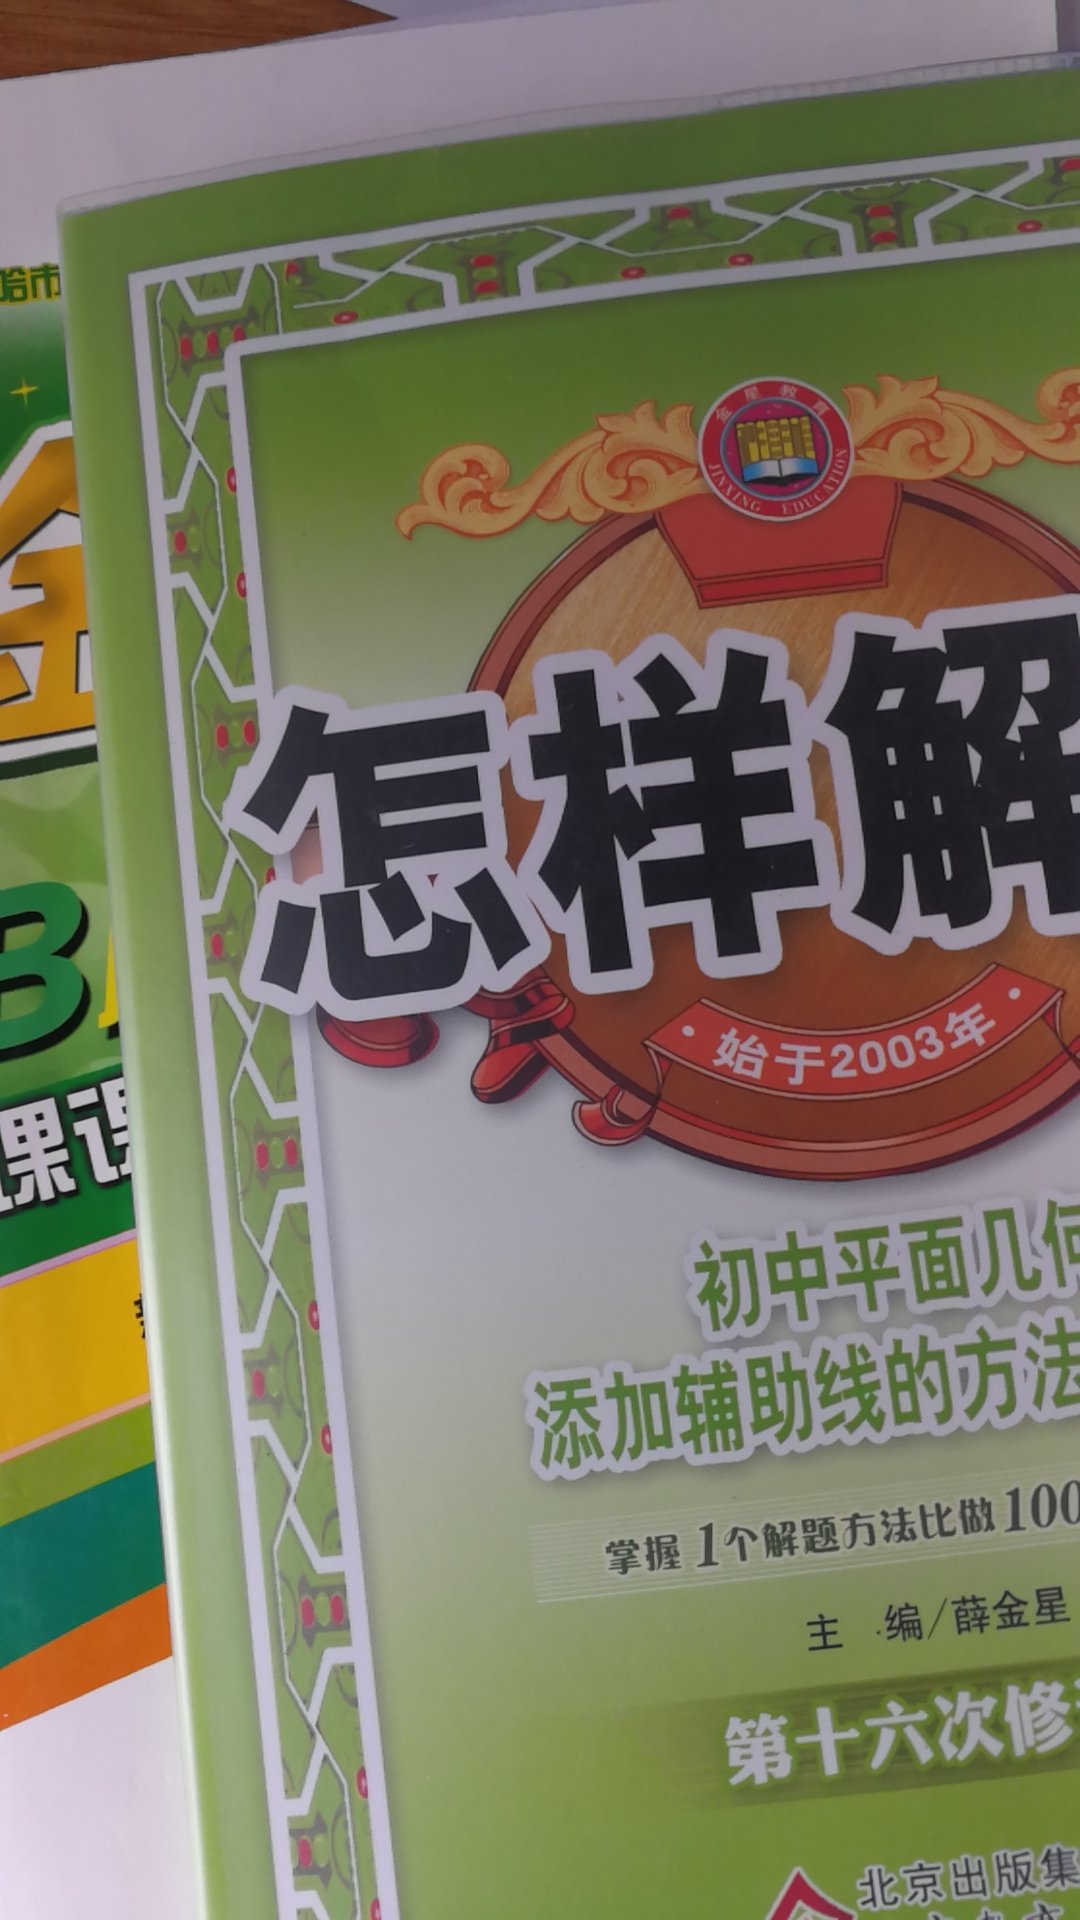 哈市
金星教育
JINXING EDUCATION
金
怎样解
B
始于2003年
课课
初中平面几何
添加辅助线的方法
掌握1个解题方法比做100
主 编/薛金星
第十六次修
北京出版集